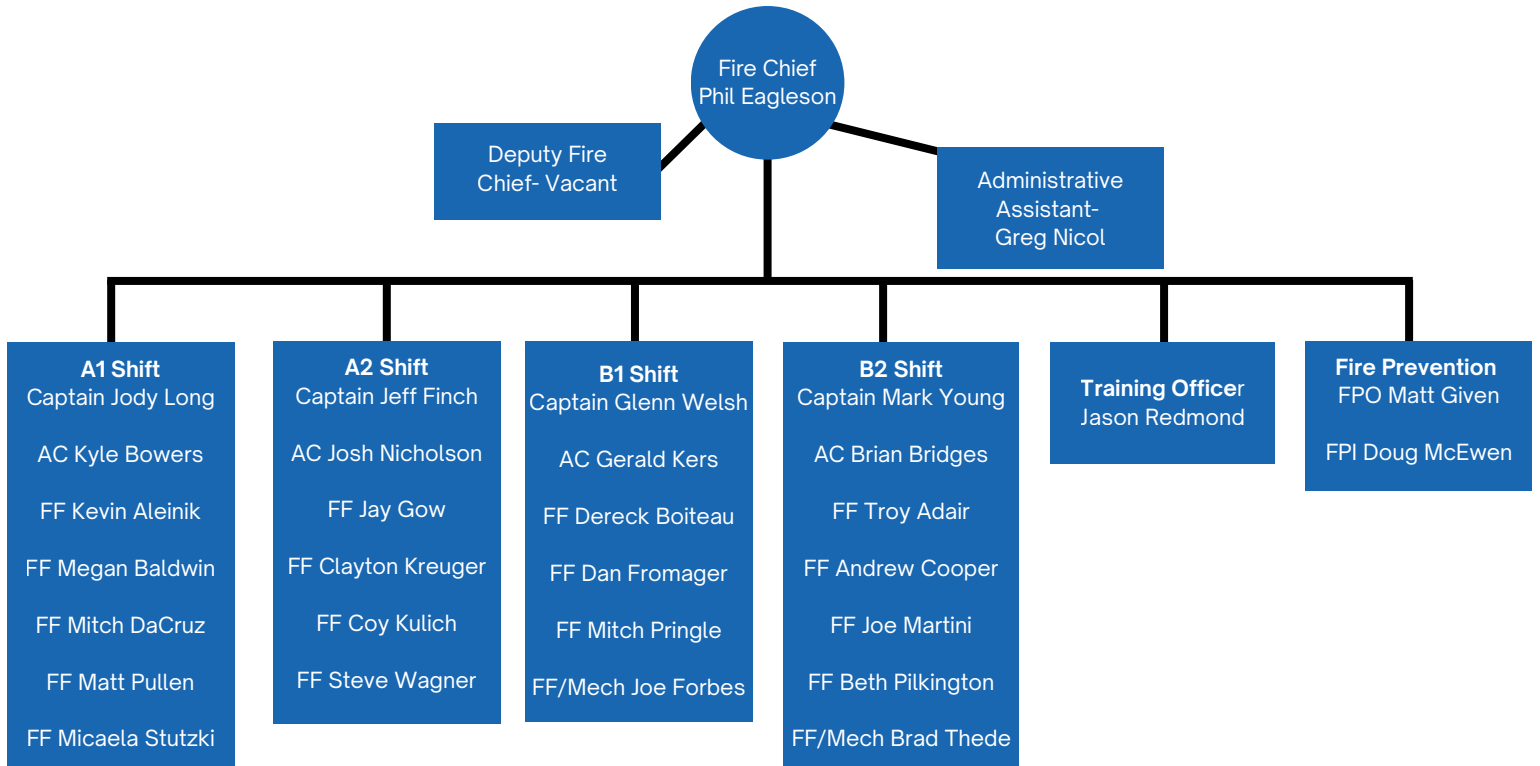 Fire Chief
Phil Eagleson
Deputy Fire
Chief- Vacant
Administrative
Assistant-
Greg Nicol
A1 Shift
Captain Jody Long
AC Kyle Bowers
FF Kevin Aleinik
FF Megan Baldwin
FF Mitch DaCruz
FF Matt Pullen
FF Micaela Stutzki
A2 Shift
Captain Jeff Finch
AC Josh Nicholson
FF Jay Gow
FF Clayton Kreuger
FF Coy Kulich
FF Steve Wagner
B1 Shift
Captain Glenn Welsh
AC Gerald Kers
FF Dereck Boiteau
FF Dan Fromager
FF Mitch Pringle
FF/Mech Joe Forbes
B2 Shift
Captain Mark Young
AC Brian Bridges
FF Troy Adair
FF Andrew Cooper
FF Joe Martini
FF Beth Pilkington
FF/Mech Brad Thede
Training Officer
Jason Redmond
Fire Prevention
FPO Matt Given
FPI Doug McEwen